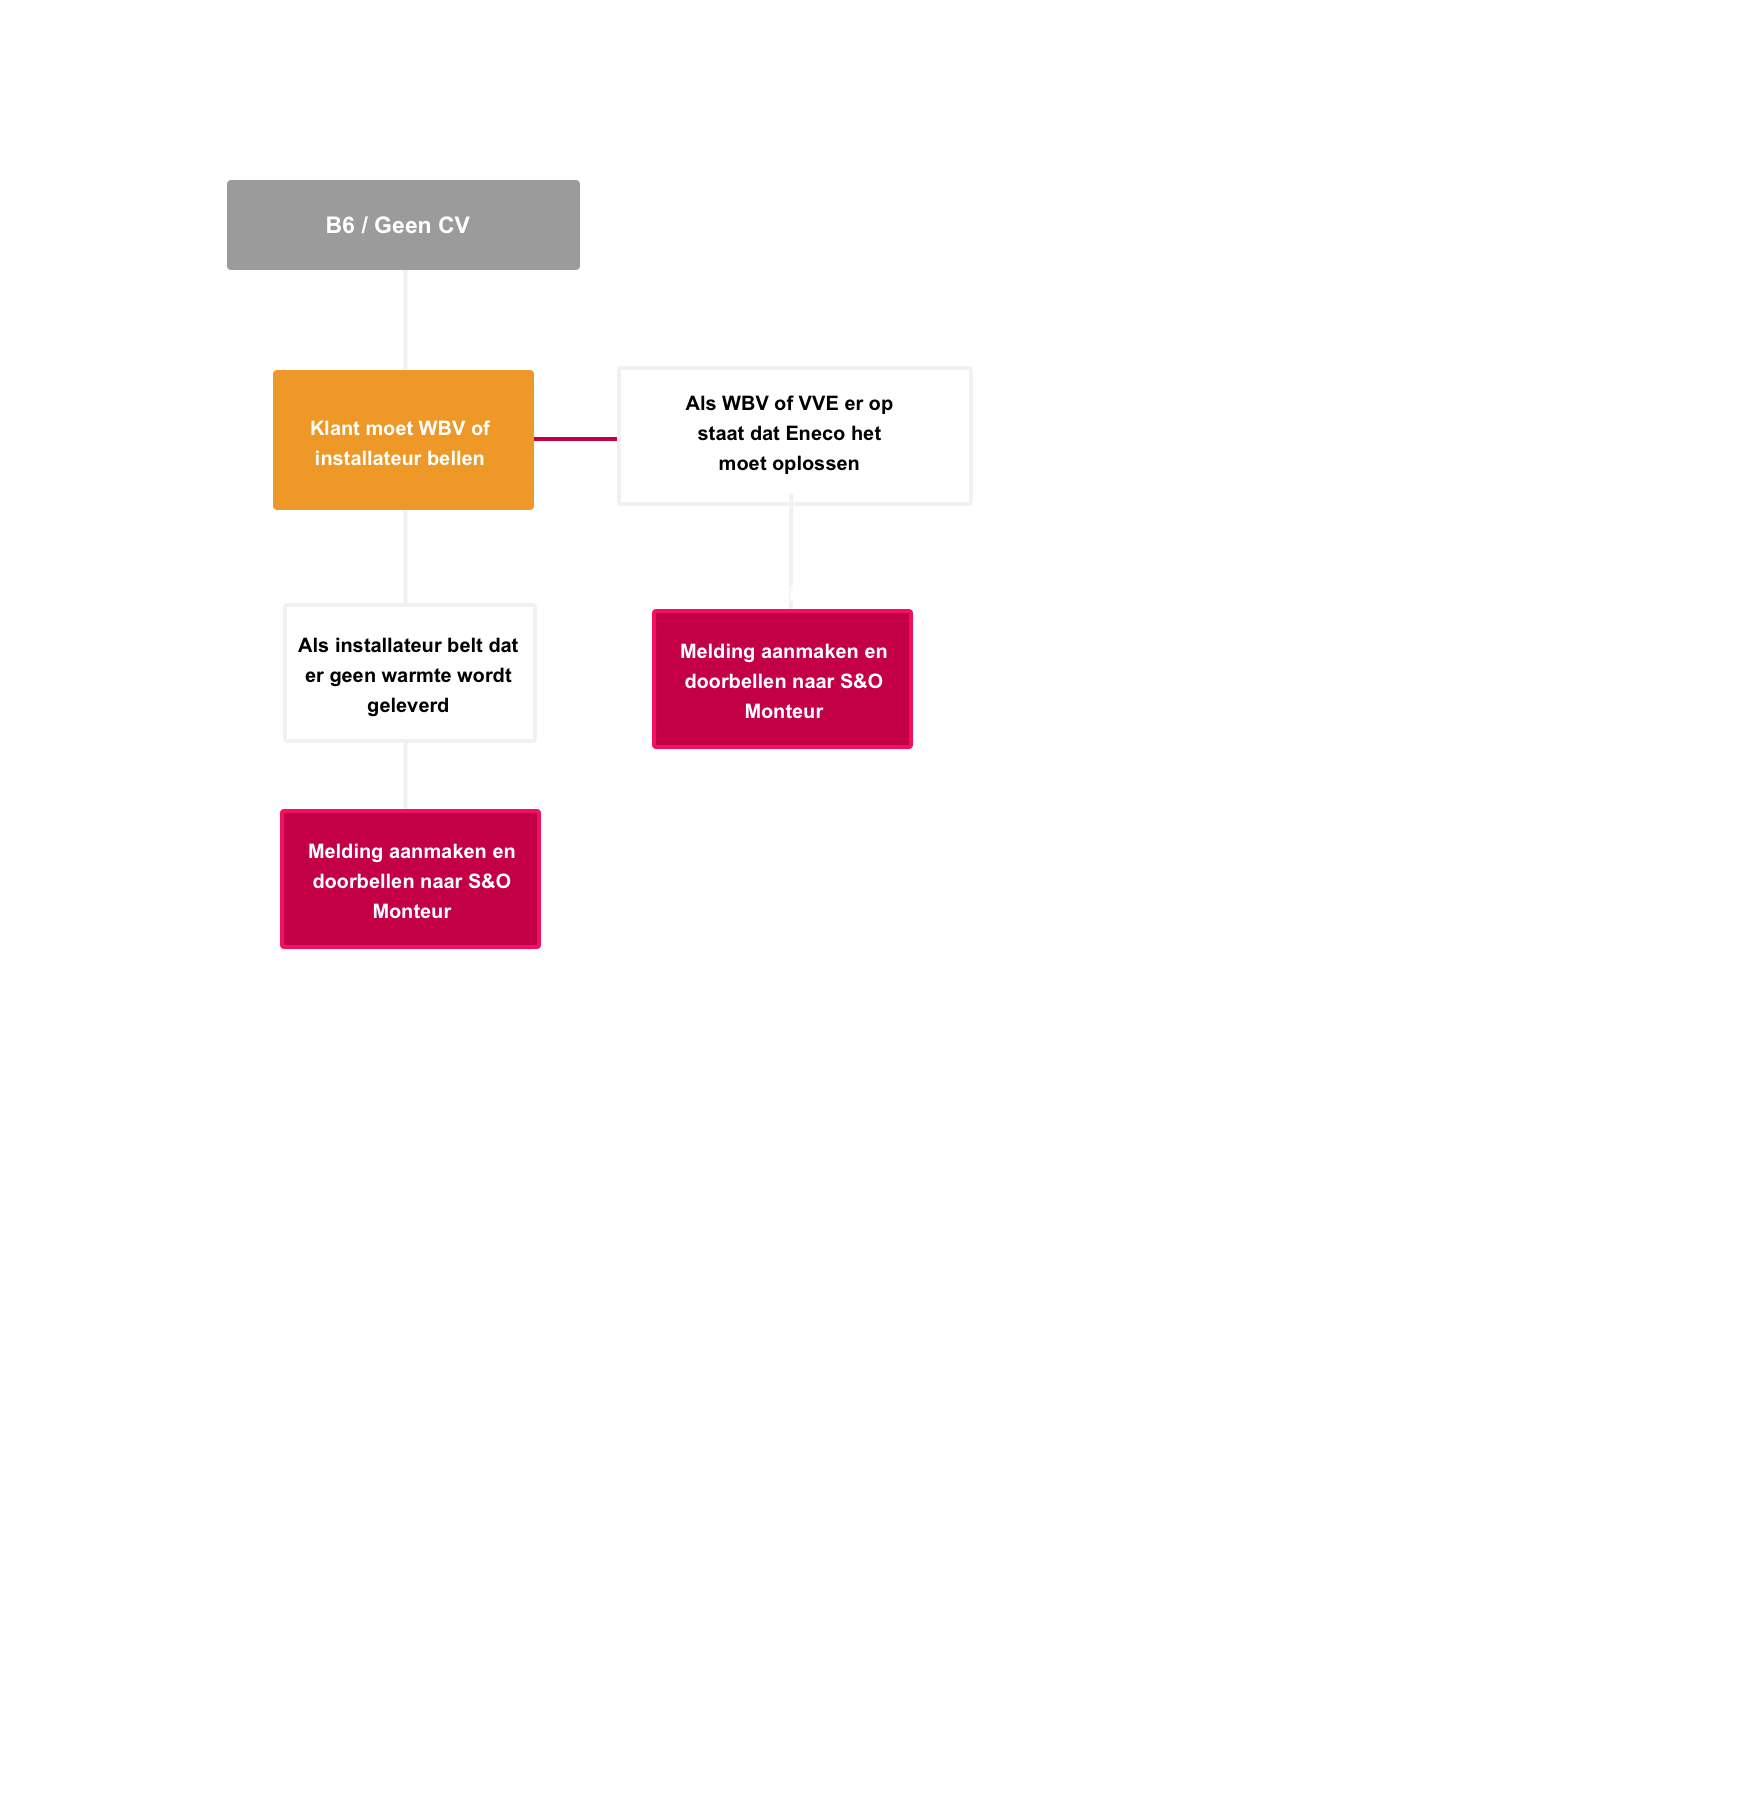 B6 / Geen CV
Klant moet WBV of
installateur bellen
Als WBV of VVE er op
staat dat Eneco het
moet oplossen
Als installateur belt dat
er geen warmte wordt
geleverd
Melding aanmaken en
doorbellen naar S&O
Monteur
Melding aanmaken en
doorbellen naar S&O
Monteur